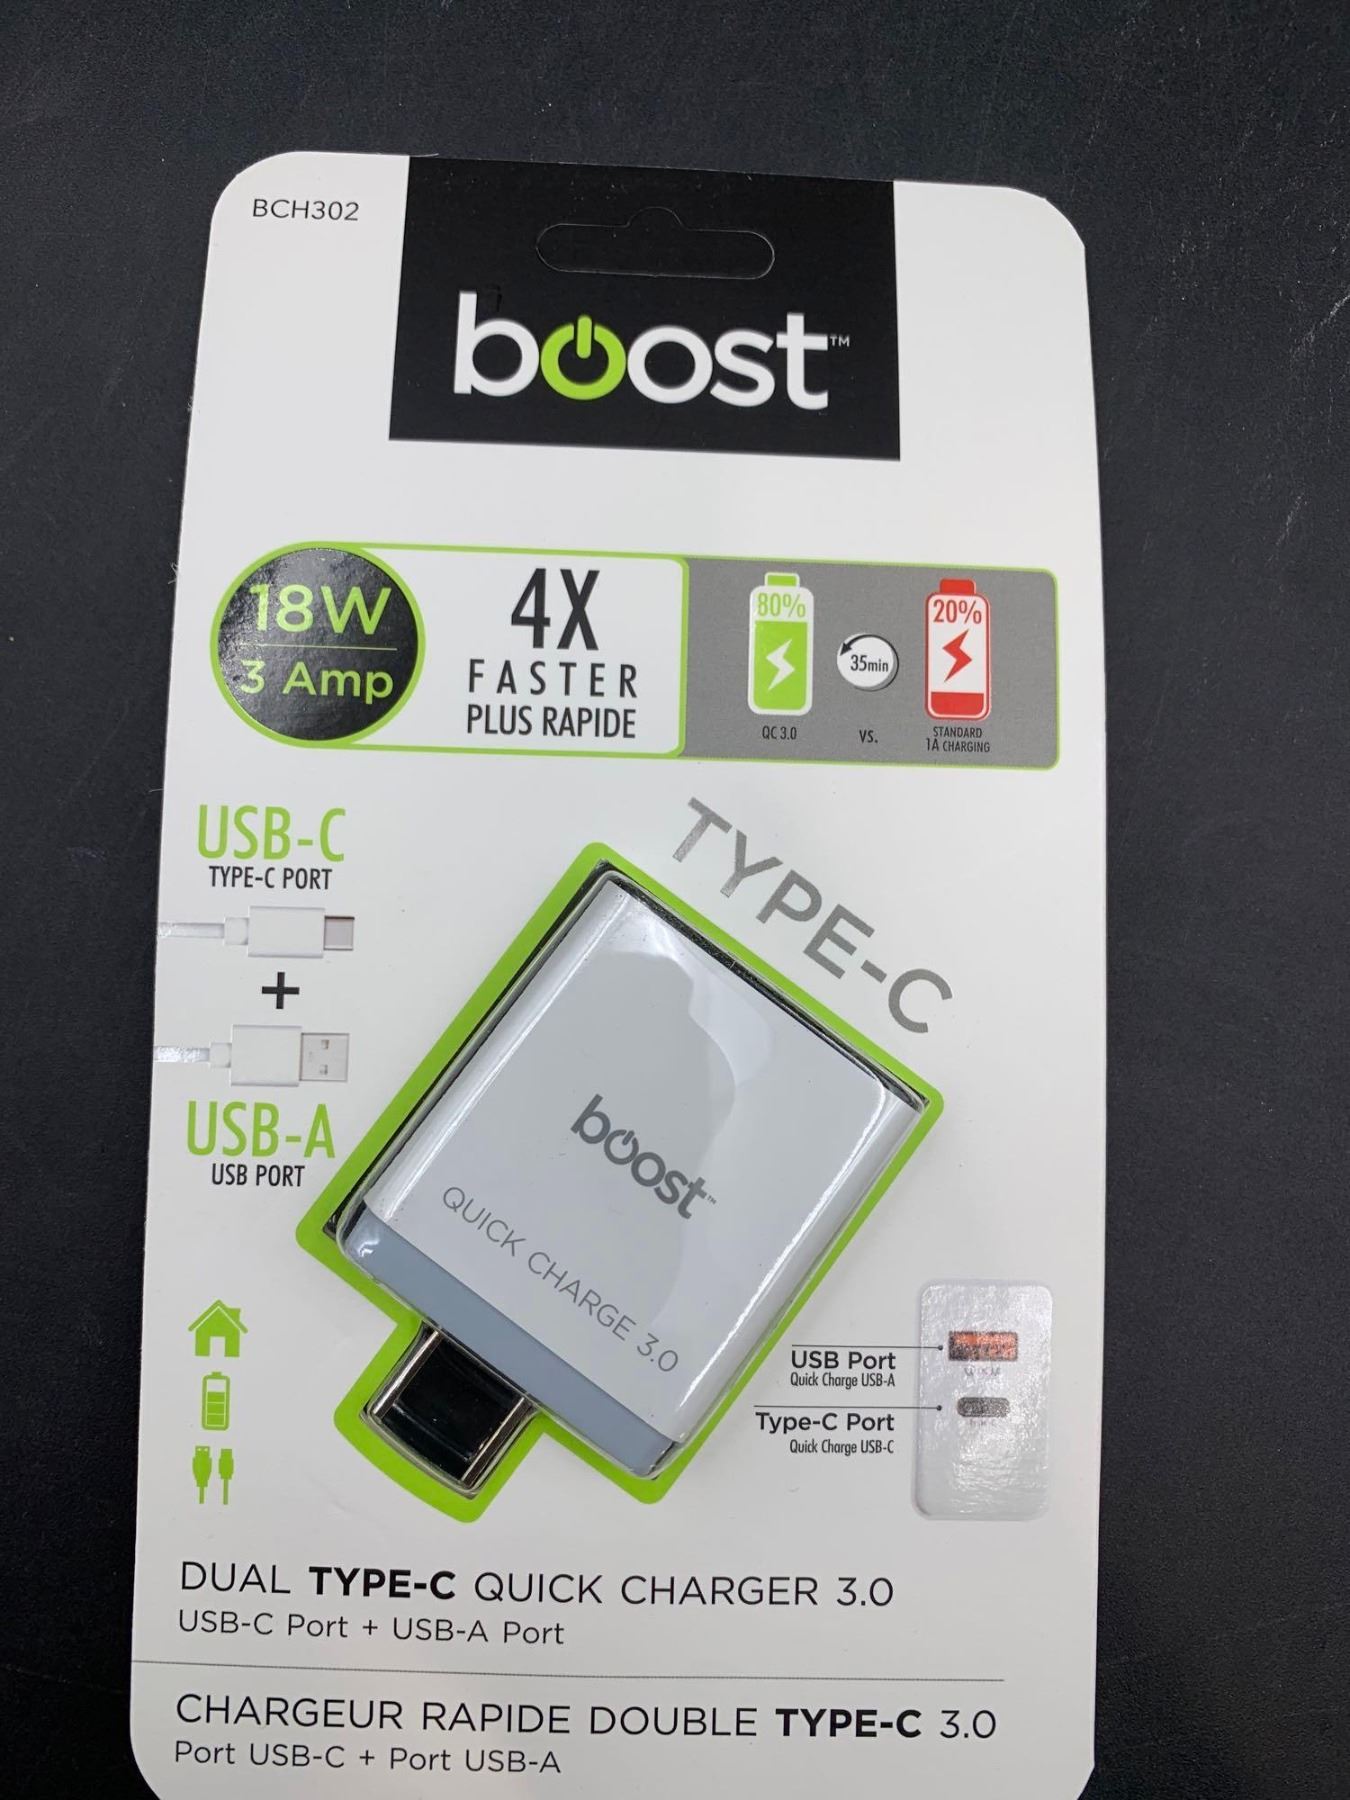 BCH302
boost™
18W
3 Amp
4X
FASTER
PLUS RAPIDE
80%
35min
20%
QC 3.0
VS.
STANDARD
1A CHARGING
USB-C
TYPE-C PORT
+
USB-A
USB PORT
TYPE-C
boost™
QUICK CHARGE 3.0
USB Port
Quick Charge USB-A
Type-C Port
Quick Charge USB-C
DUAL TYPE-C QUICK CHARGER 3.0
USB-C Port + USB-A Port
CHARGEUR RAPIDE DOUBLE TYPE-C 3.0
Port USB-C + Port USB-A